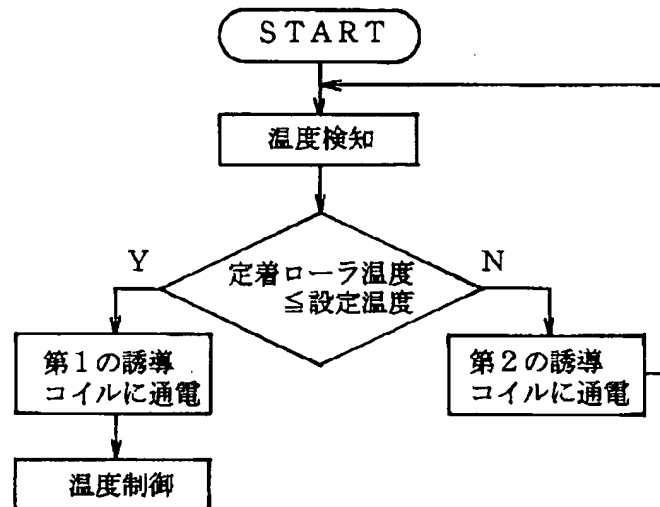 START
温度検知
定着ローラ温度
≦設定温度
Y
N
第1の誘導
コイルに通電
第2の誘導
コイルに通電
温度制御